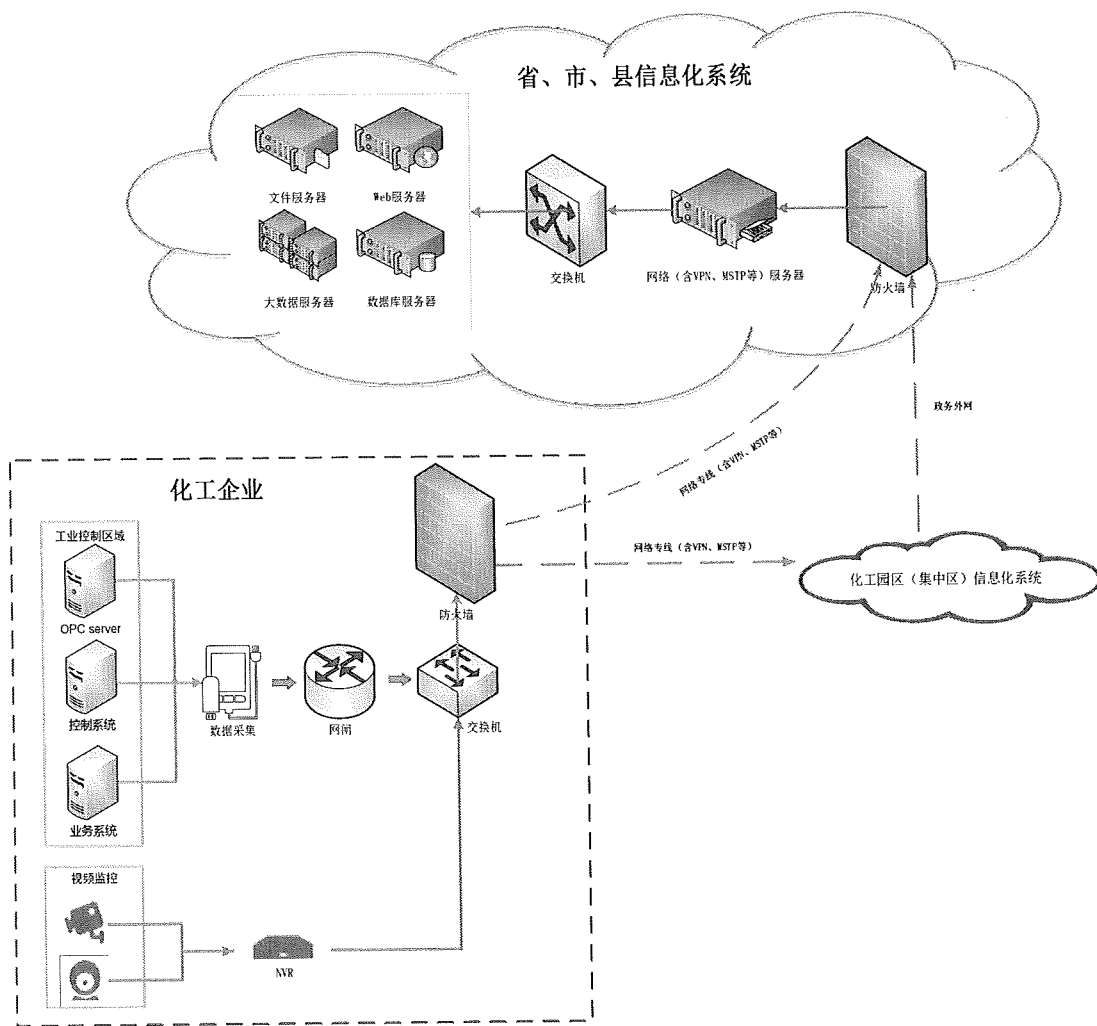 省、市、县信息化系统
文件服务器
Web服务器
大数据服务器
数据库服务器
交换机
网络（含VPN、MSTP等）服务器
防火墙
政务外网
网络专线（含VPN、MSTP等）
化工企业
工业控制区域
OPC server
控制系统
业务系统
数据采集
网闸
交换机
防火墙
网络专线（含VPN、MSTP等）
化工园区（集中区）信息化系统
视频监控
NVR